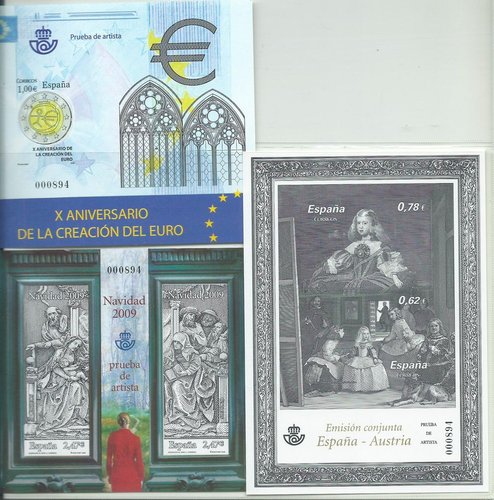 Prueba de artista
CORREOS
1,00€ España
X ANIVERSARIO
DE LA CREACIÓN DEL
EURO
000894
X ANIVERSARIO
DE LA CREACIÓN DEL EURO
000894
Navidad 2009
Navidad
2009
prueba
de
artista
España 2,47€
Navidad 2009
España 2,47€
España
CORREOS
0,78 €
0,62 €
España
CORREOS
Emisión conjunta
España - Austria
PRUEBA
DE
ARTISTA
000894